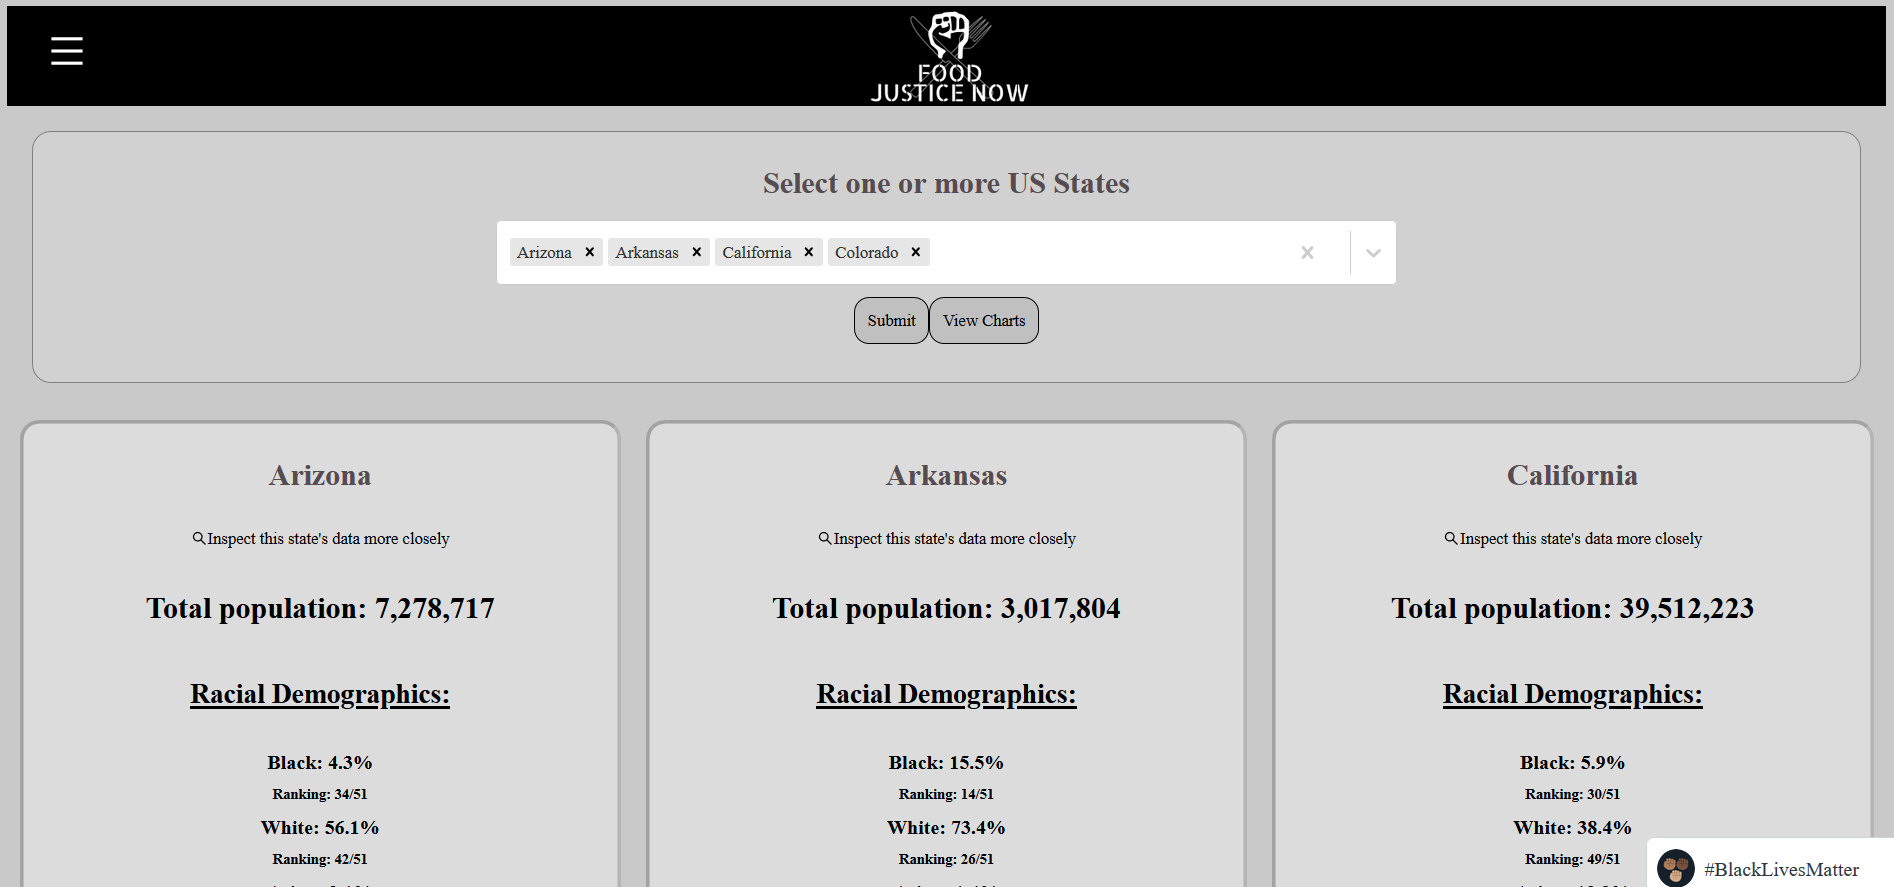 FOOD
JUSTICE NOW
Select one or more US States
Arizona Arkansas California Colorado
Submit View Charts
Arizona
Inspect this state's data more closely
Total population: 7,278,717
Racial Demographics:
Black: 4.3%
Ranking: 34/51
White: 56.1%
Ranking: 42/51
Arkansas
Inspect this state's data more closely
Total population: 3,017,804
Racial Demographics:
Black: 15.5%
Ranking: 14/51
White: 73.4%
Ranking: 26/51
California
Inspect this state's data more closely
Total population: 39,512,223
Racial Demographics:
Black: 5.9%
Ranking: 30/51
White: 38.4%
Ranking: 49/51
#BlackLivesMatter